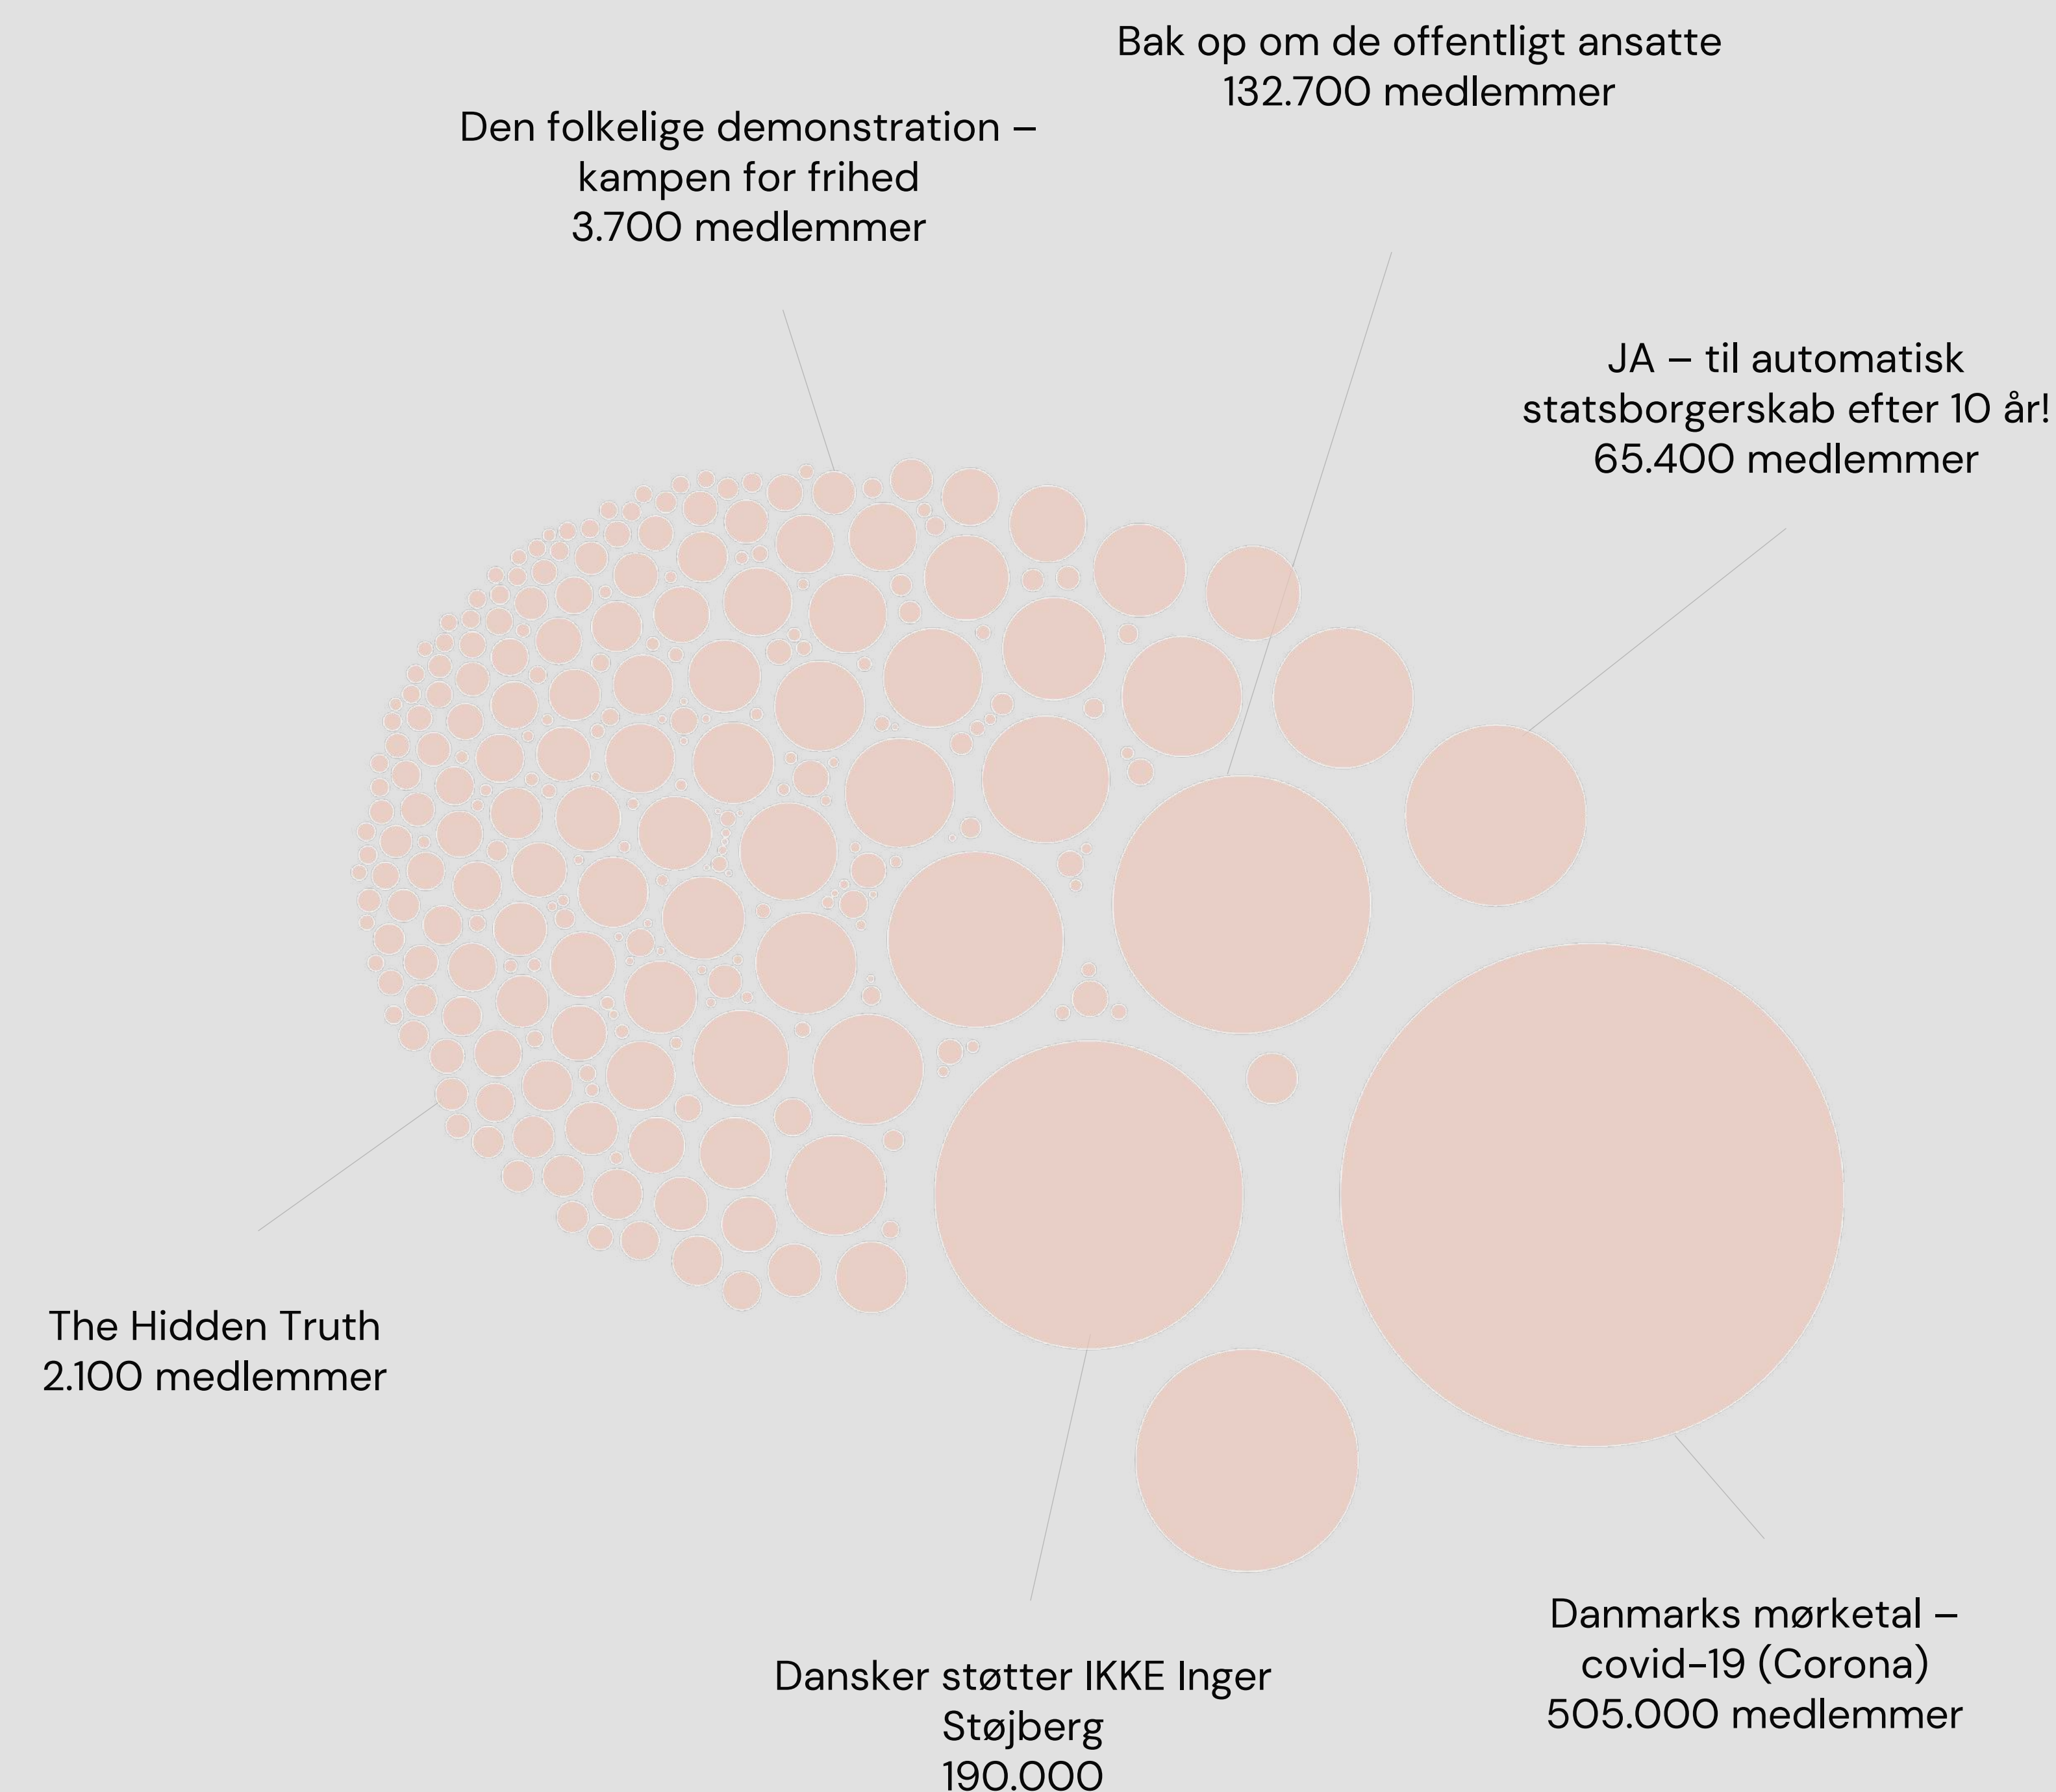 Bak op om de offentligt ansatte
132.700 medlemmer
Den folkelige demonstration –
kampen for frihed
3.700 medlemmer
JA – til automatisk
statsborgerskab efter 10 år!
65.400 medlemmer
The Hidden Truth
2.100 medlemmer
Dansker støtter IKKE Inger
Støjberg
190.000
Danmarks mørketal –
covid-19 (Corona)
505.000 medlemmer